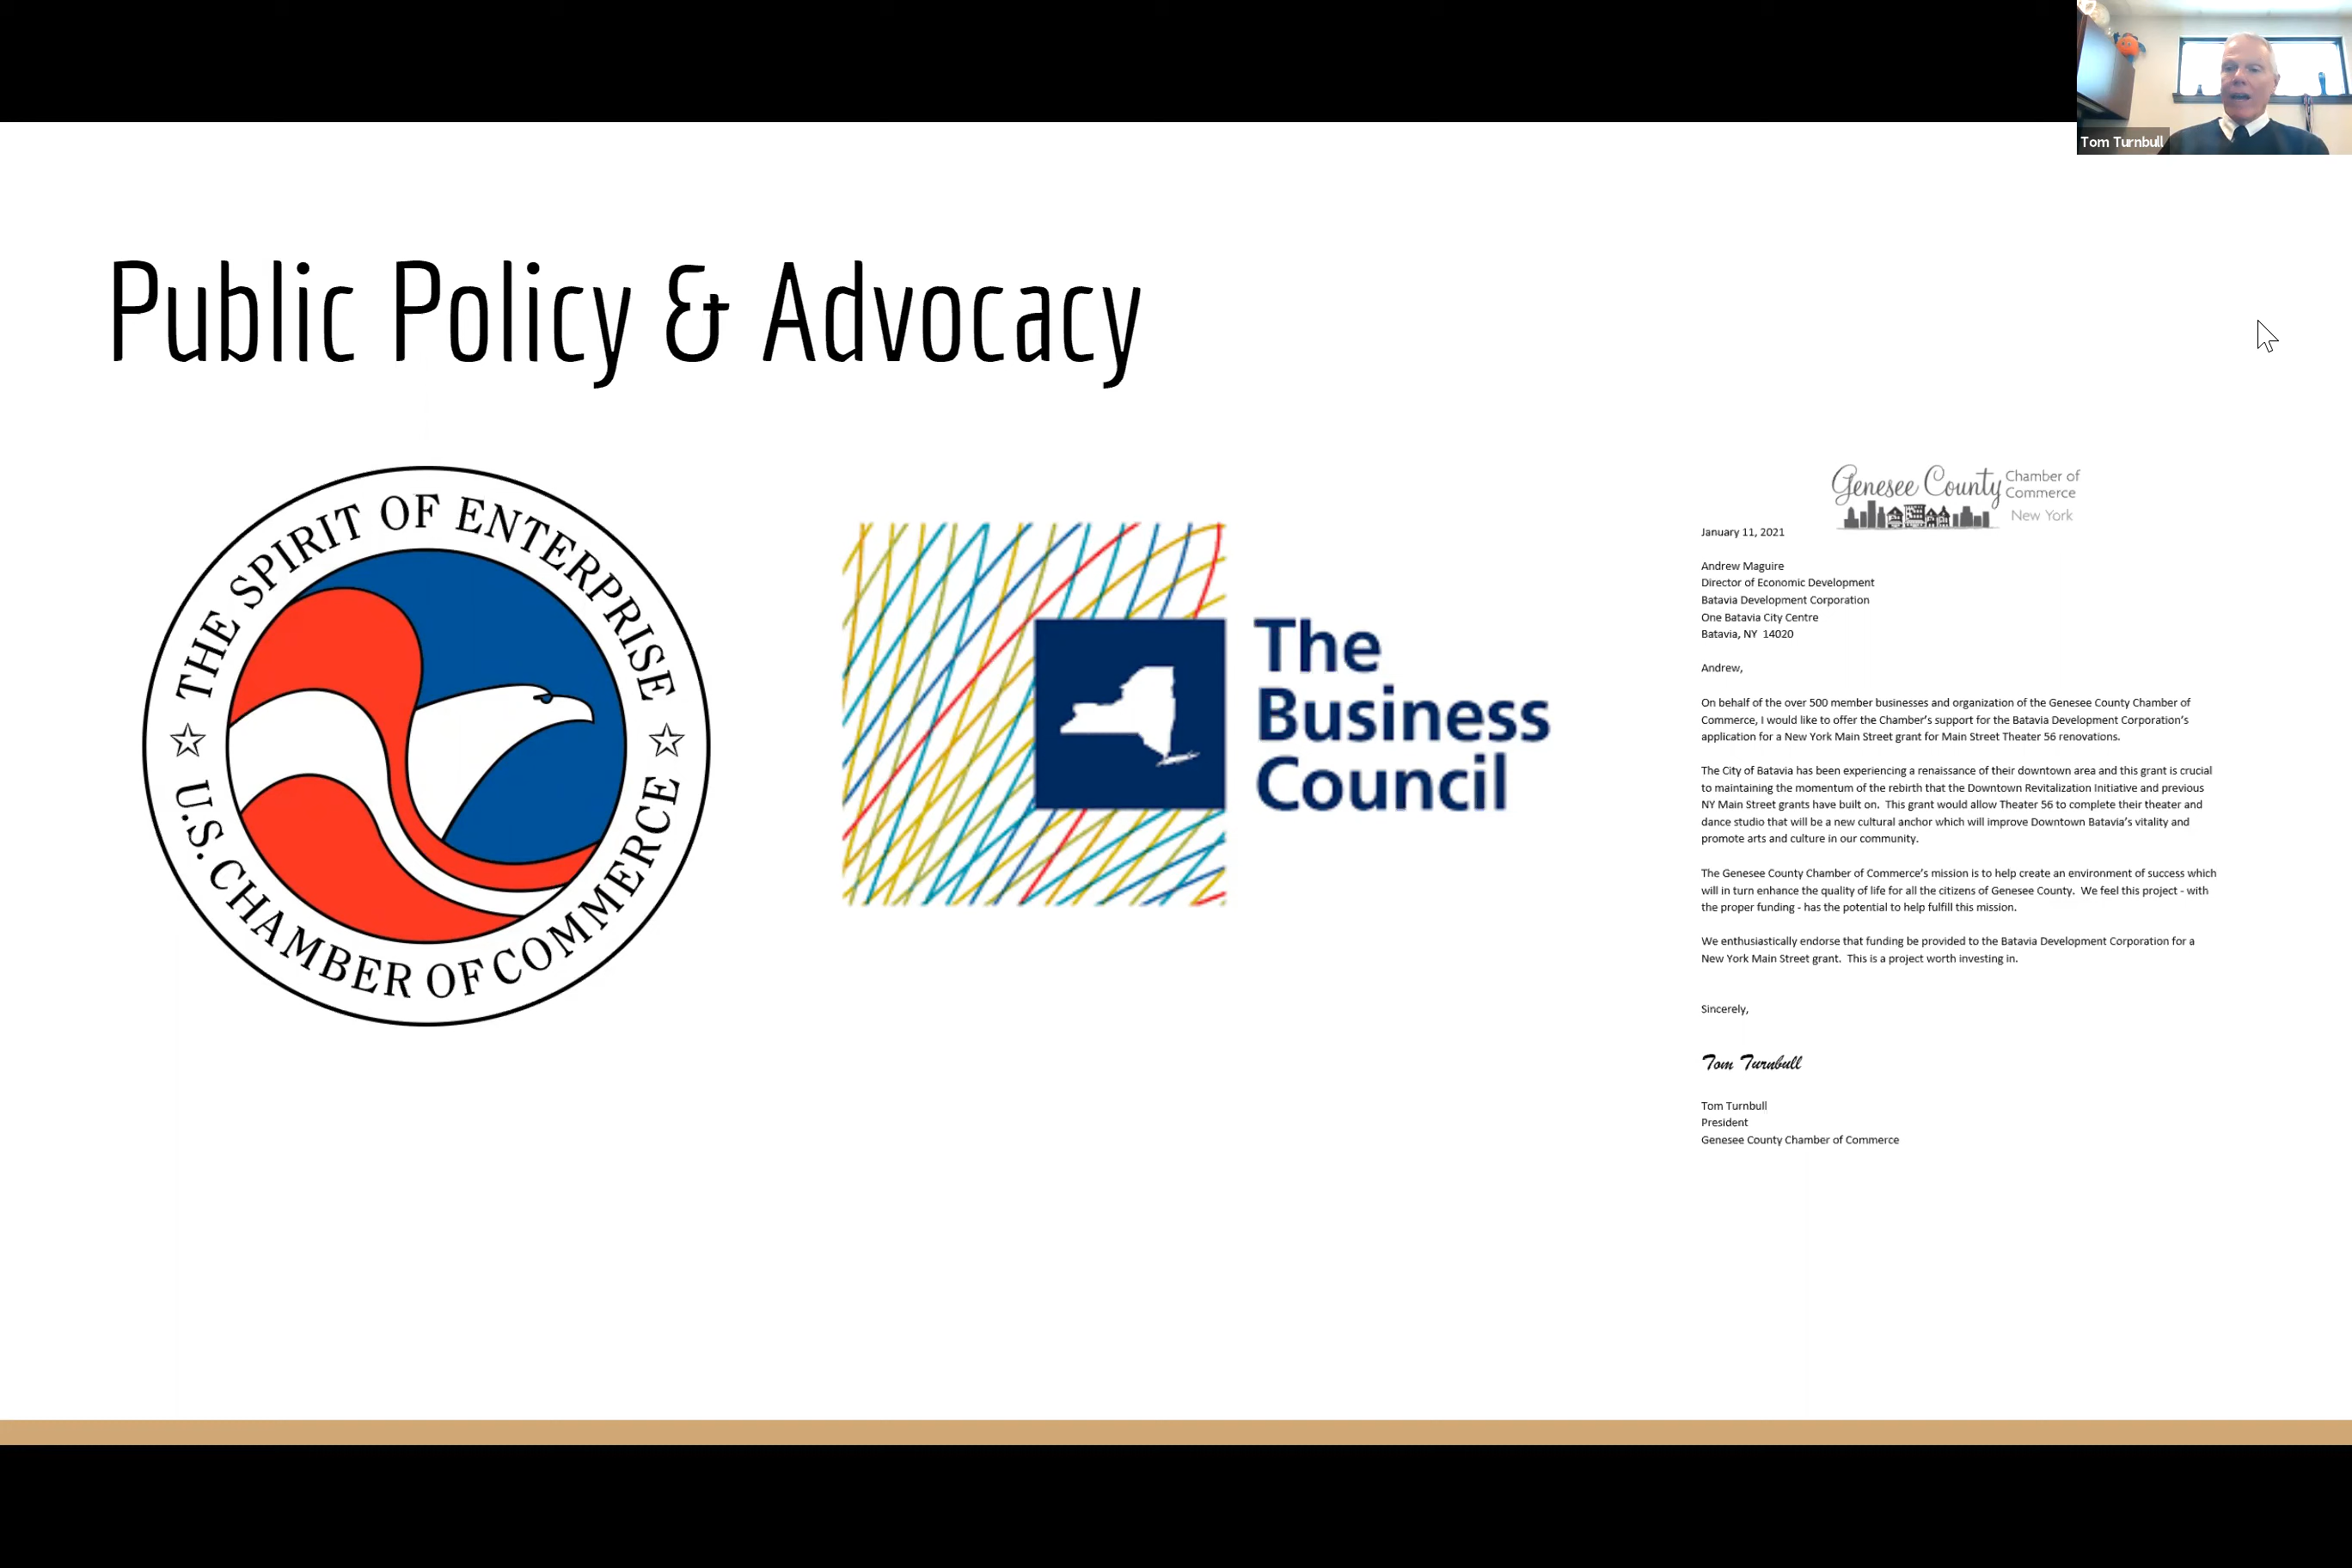 Tom Turnbull
Public Policy & Advocacy
THE SPIRIT OF ENTERPRISE
U.S. CHAMBER OF COMMERCE
The
Business
Council
Genesee County
Chamber of
Commerce
New York
January 11, 2021
Andrew Maguire
Director of Economic Development
Batavia Development Corporation
One Batavia City Centre
Batavia, NY 14020
Andrew,
On behalf of the over 500 member businesses and organization of the Genesee County Chamber of
Commerce, I would like to offer the Chamber's support for the Batavia Development Corporation's
application for a New York Main Street grant for Main Street Theater 56 renovations.
The City of Batavia has been experiencing a renaissance of their downtown area and this grant is crucial
to maintaining the momentum of the rebirth that the Downtown Revitalization Initiative and previous
NY Main Street grants have built on. This grant would allow Theater 56 to complete their theater and
dance studio that will be a new cultural anchor which will improve Downtown Batavia's vitality and
promote arts and culture in our community.
The Genesee County Chamber of Commerce's mission is to help create an environment of success which
will in turn enhance the quality of life for all the citizens of Genesee County. We feel this project - with
the proper funding - has the potential to help fulfill this mission.
We enthusiastically endorse that funding be provided to the Batavia Development Corporation for a
New York Main Street grant. This is a project worth investing in.
Sincerely,
Tom Turnbull
Tom Turnbull
President
Genesee County Chamber of Commerce